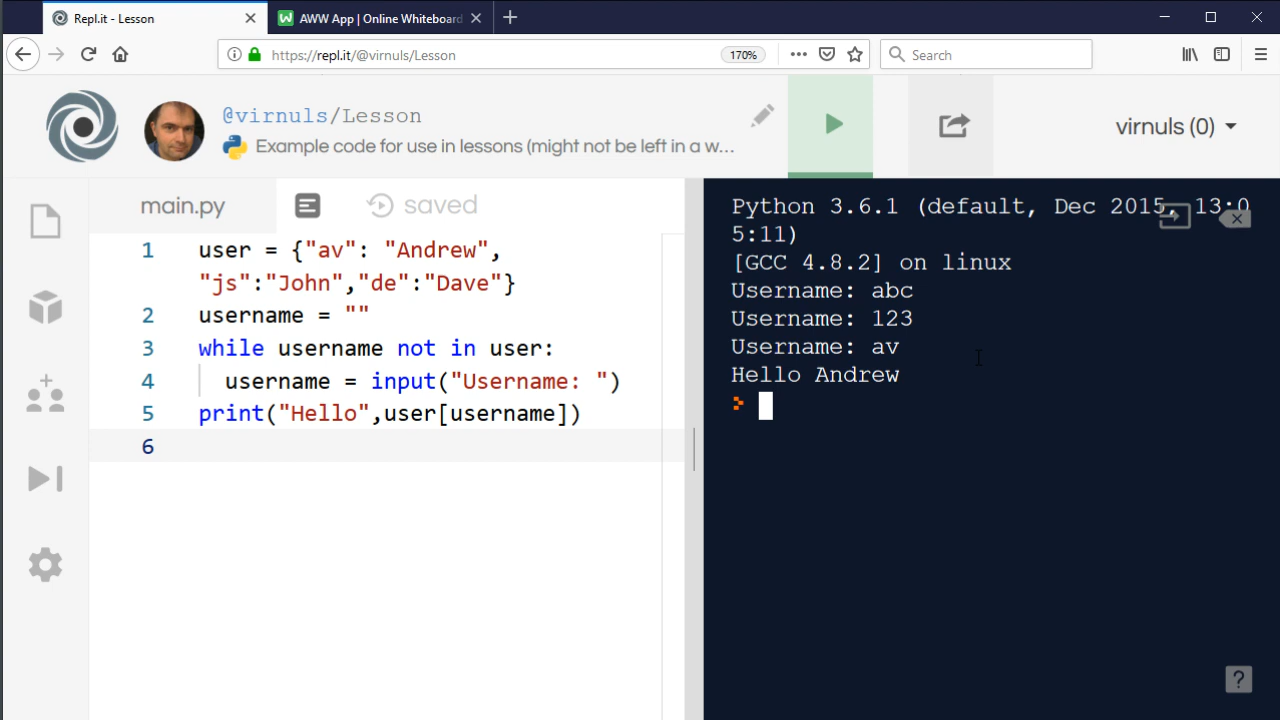 Repl.it - Lesson
AWW App | Online Whiteboard
https://repl.it/@virnuls/Lesson
170%
Search
@virnuls/Lesson
Example code for use in lessons (might not be left in a w...
virnuls (0)
main.py
saved
1 user = {"av": "Andrew",
"js":"John","de":"Dave"}
2 username = ""
3 while username not in user:
4 username = input("Username: ")
5 print("Hello",user[username])
6
Python 3.6.1 (default, Dec 2015, 13:0
5:11)
[GCC 4.8.2] on linux
Username: abc
Username: 123
Username: av
Hello Andrew
>
?